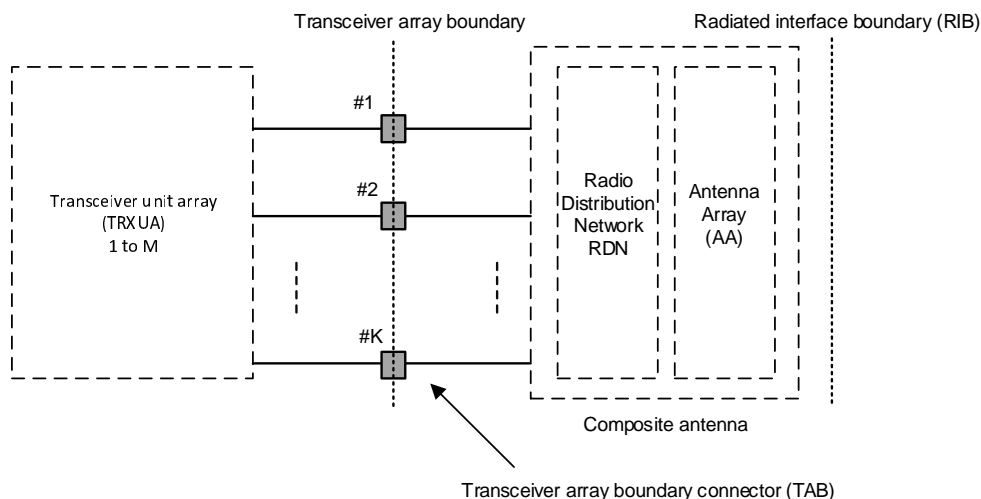 Transceiver array boundary
Radiated interface boundary (RIB)
#1
#2
#K
Transceiver unit array
(TRXUA)
1 to M
Radio
Distribution
Network
RDN
Antenna
Array
(AA)
Composite antenna
Transceiver array boundary connector (TAB)